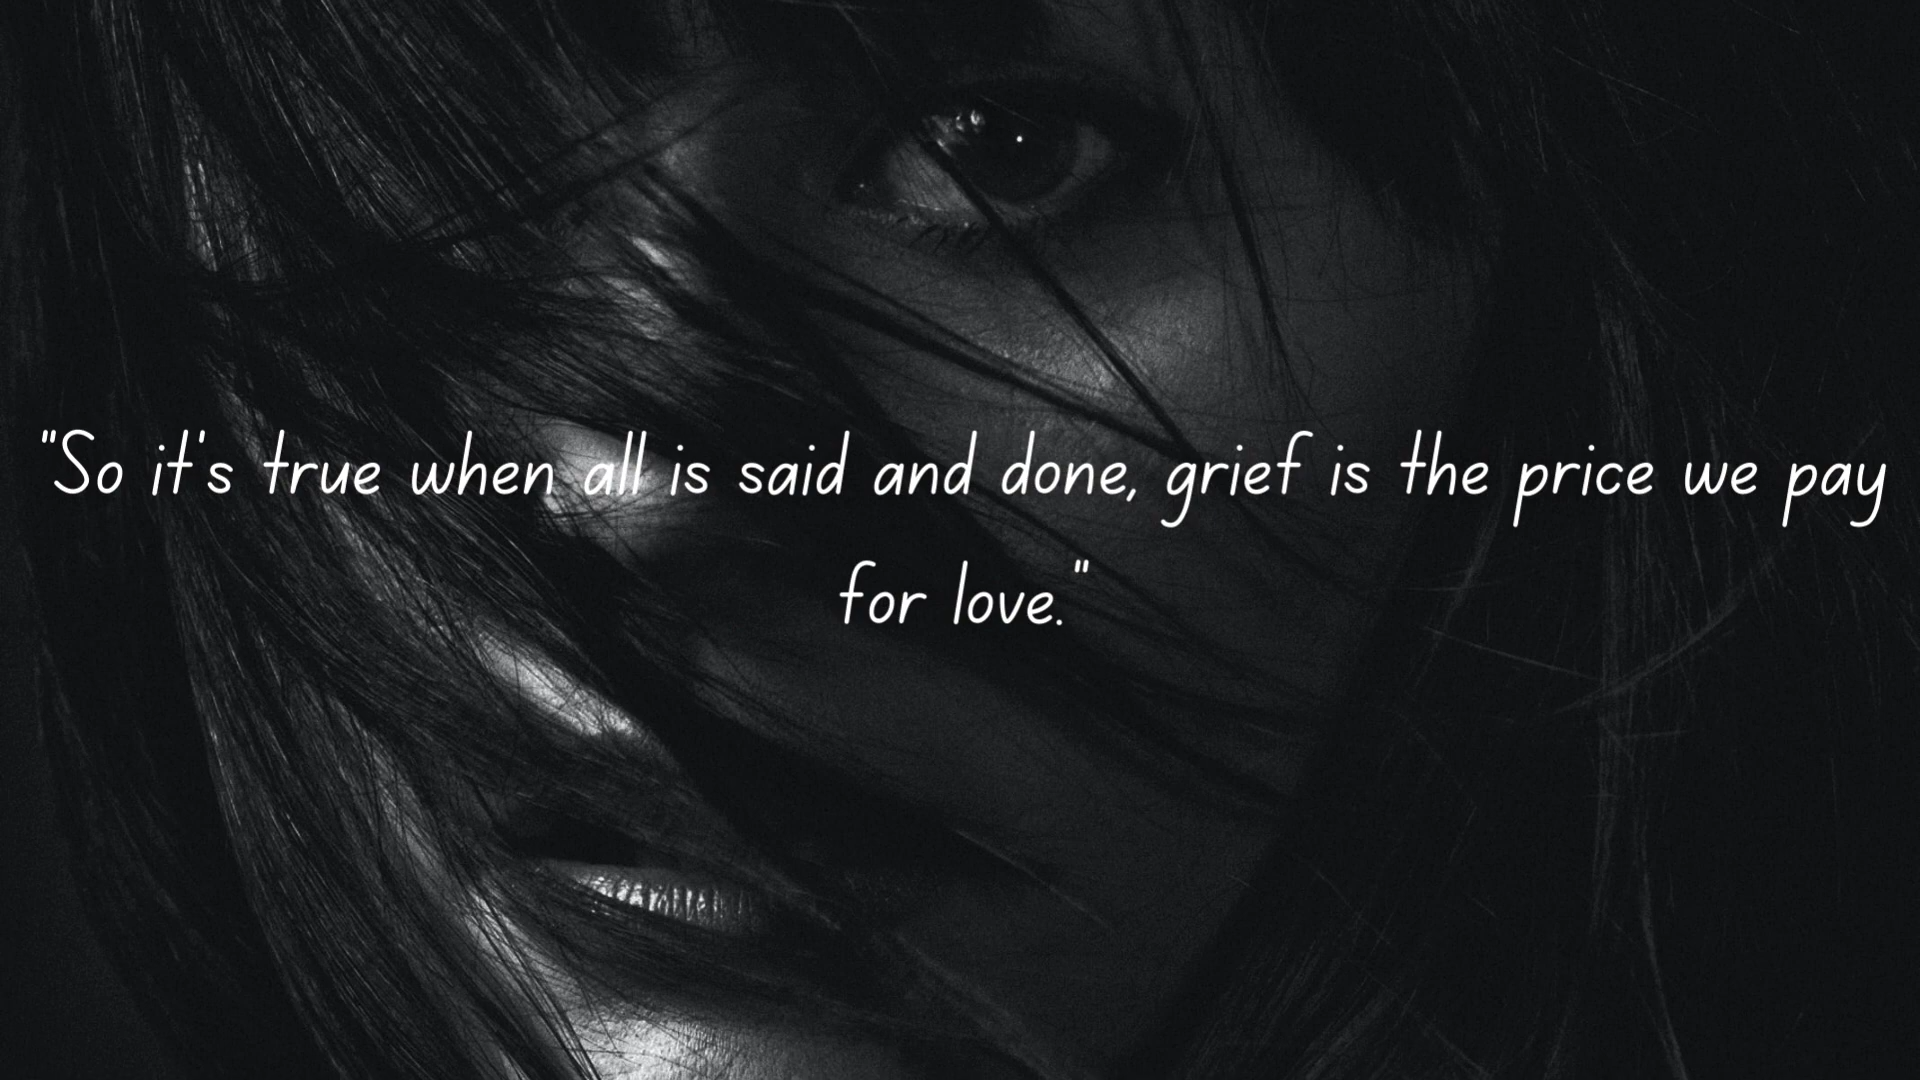 "So it's true when all is said and done, grief is the price we pay
for love."